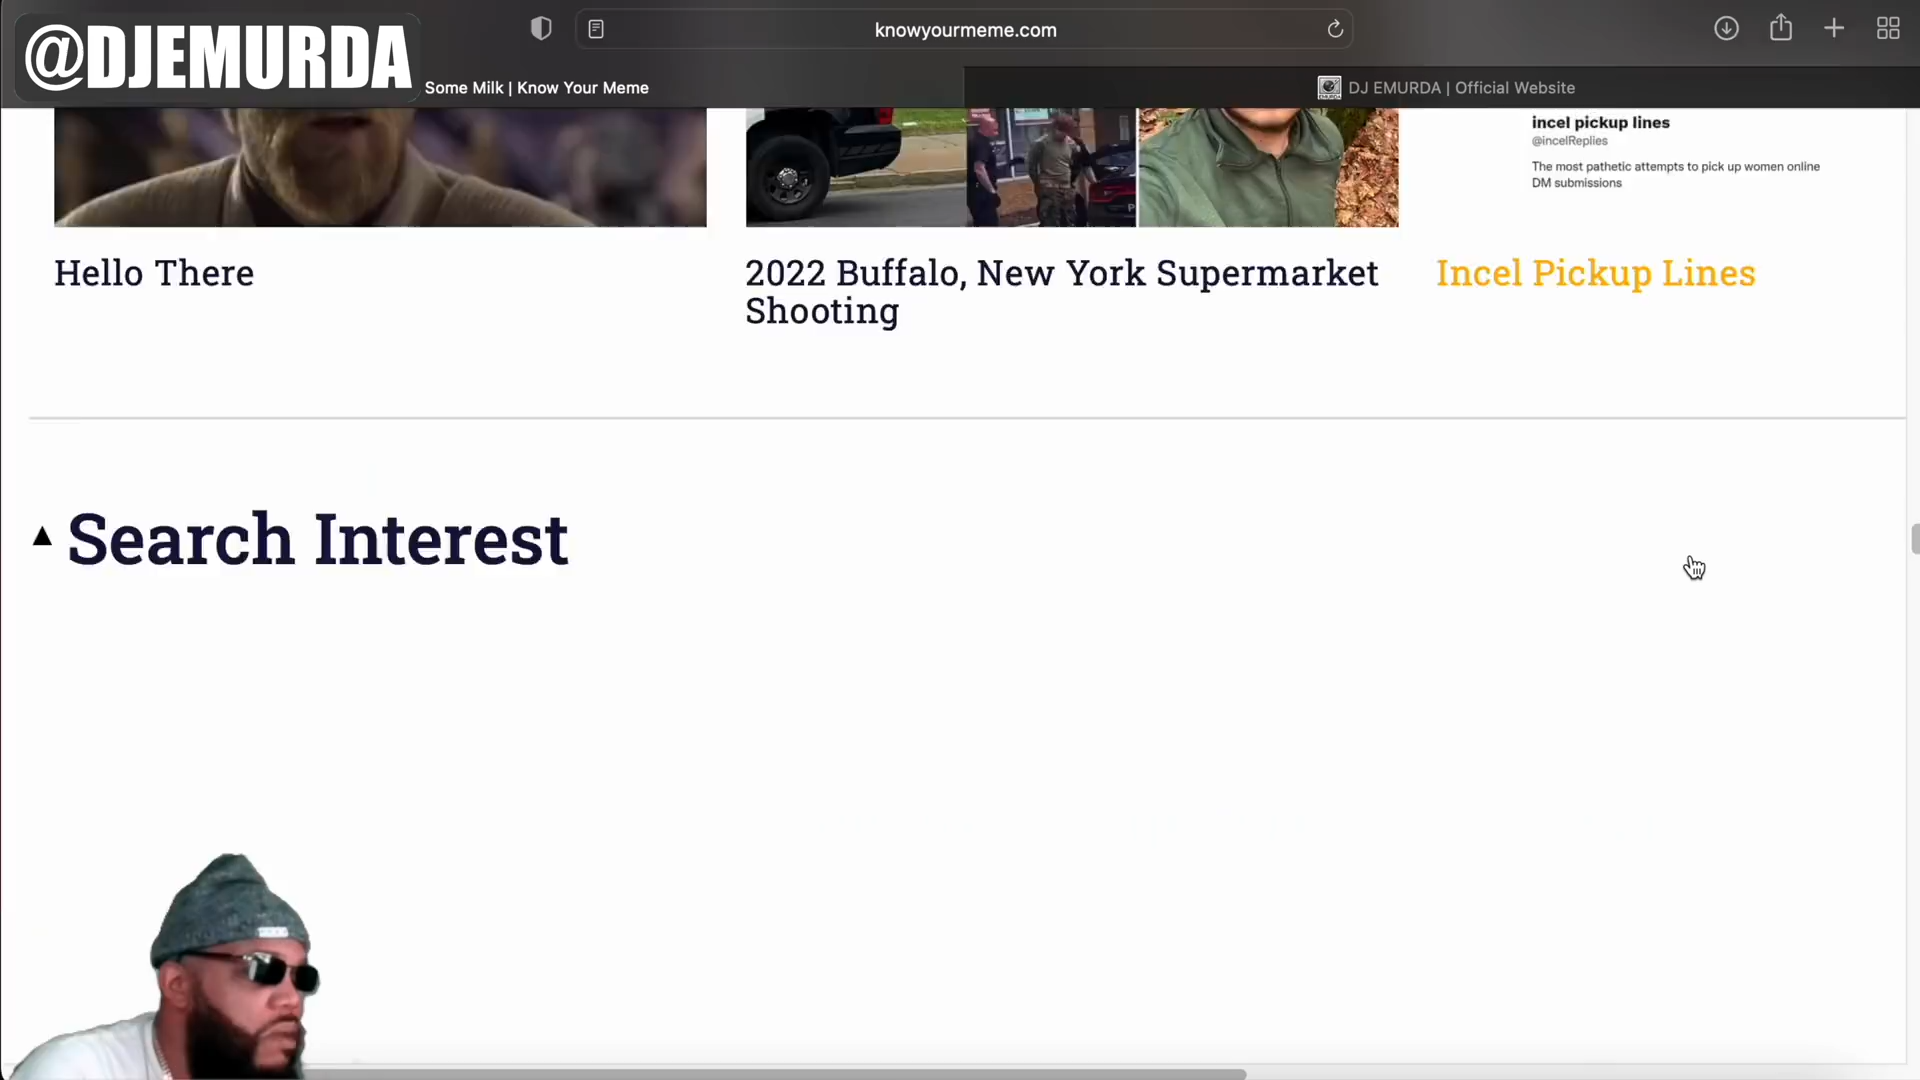 @DJEMURDA
knowyourmeme.com
Some Milk | Know Your Meme
DJ EMURDA | Official Website
incel pickup lines
@incelReplies
The most pathetic attempts to pick up women online
DM submissions
Hello There
2022 Buffalo, New York Supermarket
Shooting
Incel Pickup Lines
Search Interest